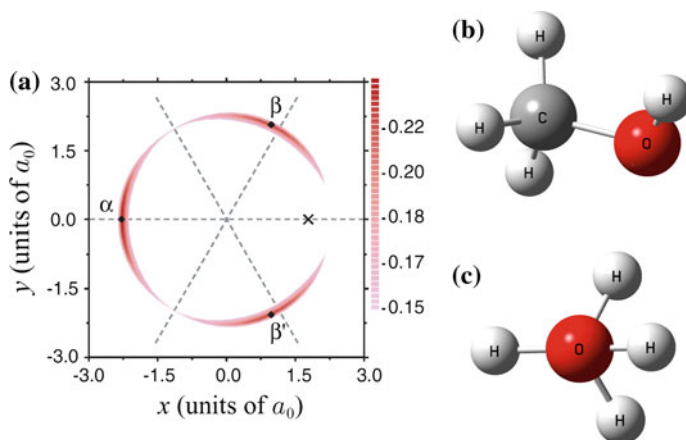 (a)
y (units of a₀)
3.0
1.5
0.0
-1.5
-3.0
α
β
β'
×
-3.0 -1.5 0.0 1.5 3.0
x (units of a₀)
0.22
0.20
0.18
0.17
0.15
(b)
H
H
C
H
O
H
(c)
H
H
O
H
H